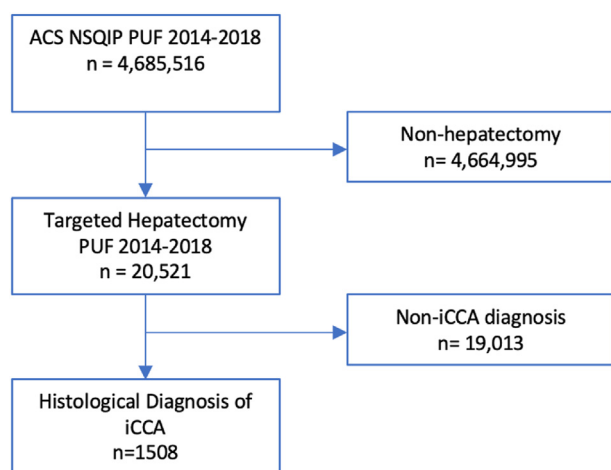 ACS NSQIP PUF 2014-2018
n = 4,685,516
Non-hepatectomy
n= 4,664,995
Targeted Hepatectomy
PUF 2014-2018
n = 20,521
Non-iCCA diagnosis
n= 19,013
Histological Diagnosis of
iCCA
n=1508